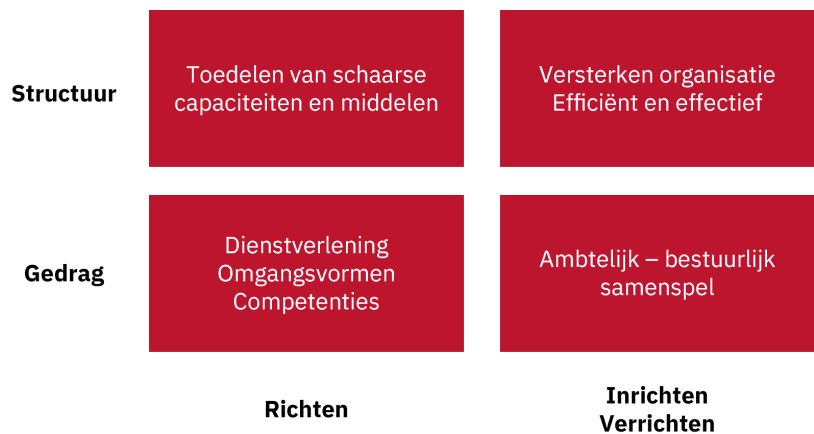 Structuur
Toedelen van schaarse
capaciteiten en middelen
Versterken organisatie
Efficiënt en effectief
Gedrag
Dienstverlening
Omgangsvormen
Competenties
Ambtelijk – bestuurlijk
samenspel
Richten
Inrichten
Verrichten